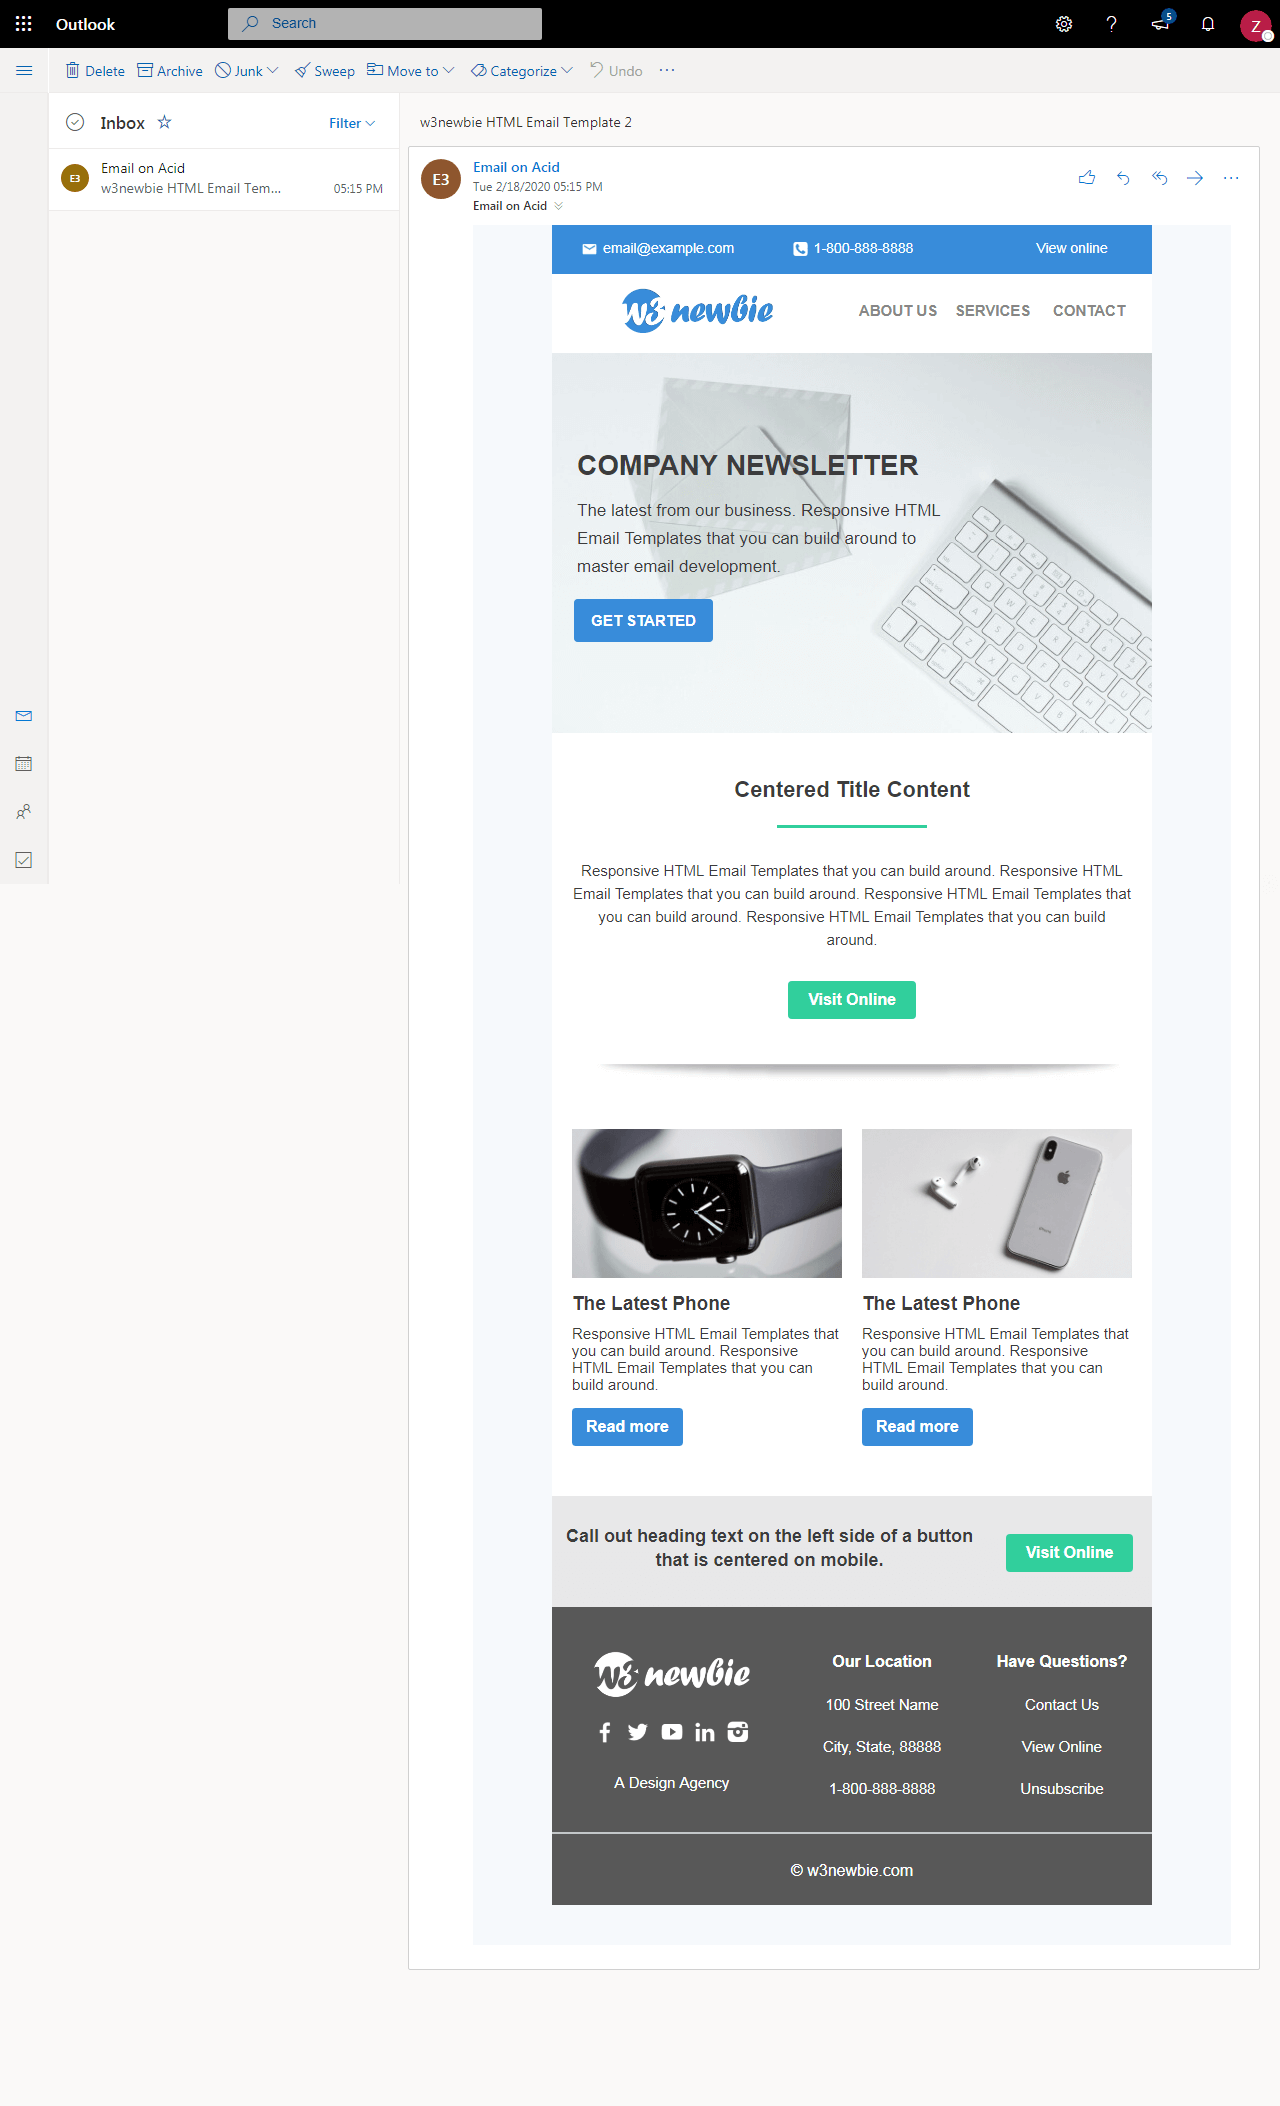 Outlook
Search
5
Z
Delete Archive Junk Move to Categorize Undo
Sweep
Inbox
Filter
w3newbie HTML Email Template 2
E3
Email on Acid
w3newbie HTML Email Tem...
05:15 PM
E3
Email on Acid
Tue 2/18/2020 05:15 PM
Email on Acid
email@example.com
1-800-888-8888
View online
w3 newbie
ABOUT US SERVICES CONTACT
COMPANY NEWSLETTER
The latest from our business. Responsive HTML
Email Templates that you can build around to
master email development.
GET STARTED
Centered Title Content
Responsive HTML Email Templates that you can build around. Responsive HTML
Email Templates that you can build around. Responsive HTML Email Templates that
you can build around. Responsive HTML Email Templates that you can build
around.
Visit Online
The Latest Phone
Responsive HTML Email Templates that
you can build around. Responsive
HTML Email Templates that you can
build around.
Read more
The Latest Phone
Responsive HTML Email Templates that
you can build around. Responsive
HTML Email Templates that you can
build around.
Read more
Call out heading text on the left side of a button
that is centered on mobile.
Visit Online
w3 newbie
A Design Agency
Our Location
100 Street Name
City, State, 88888
1-800-888-8888
Have Questions?
Contact Us
View Online
Unsubscribe
© w3newbie.com